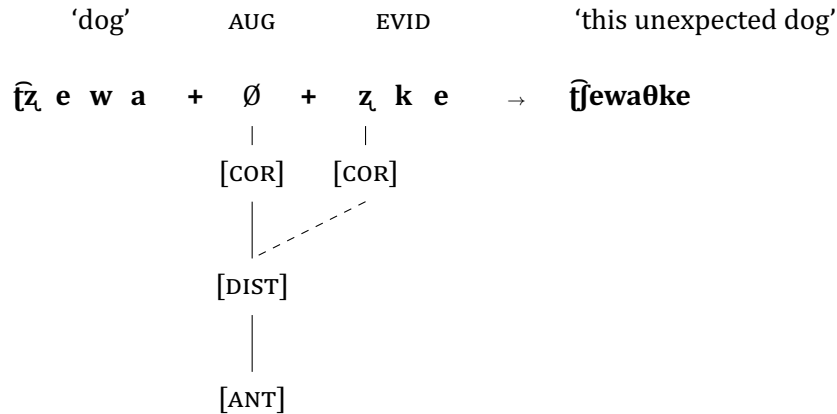 ‘dog’ AUG EVID ‘this unexpected dog’
ʈ͡ʐ e w a + Ø + ʐ k e → ʈ͡ʃewaθke
[COR] [COR]
[DIST]
[ANT]